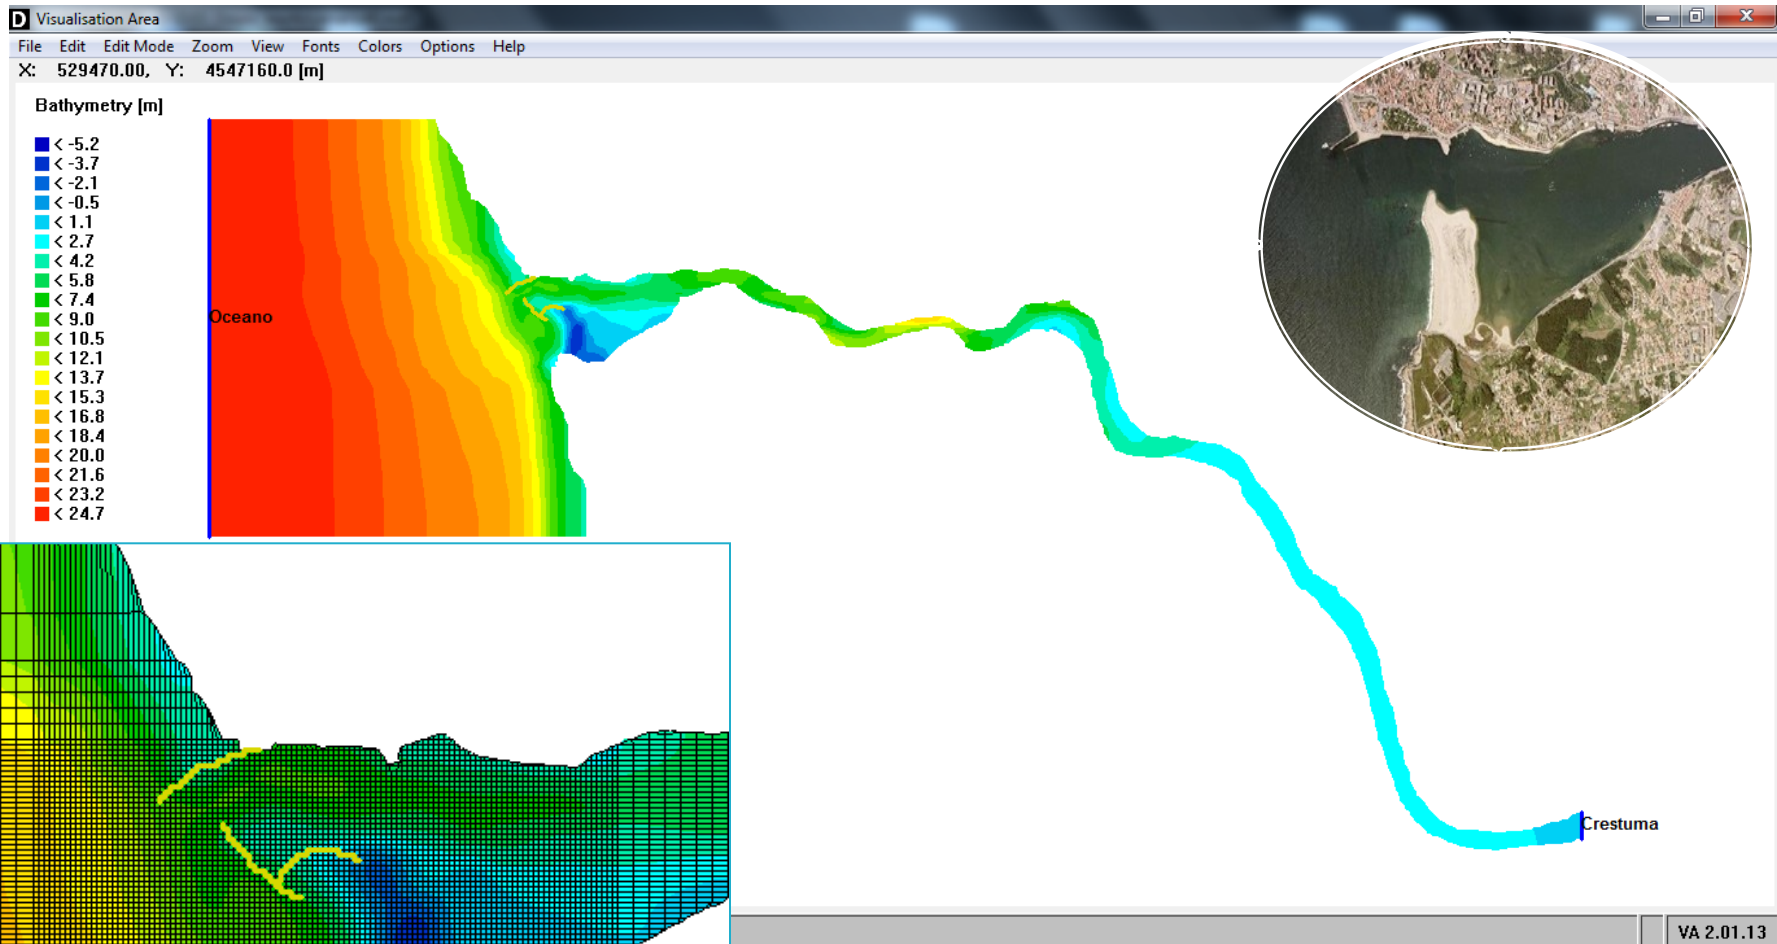 D Visualisation Area
File Edit Edit Mode Zoom View Fonts Colors Options Help
X: 529470.00, Y: 4547160.0 [m]
Bathymetry [m]
< -5.2
< -3.7
< -2.1
< -0.5
< 1.1
< 2.7
< 4.2
< 5.8
< 7.4
< 9.0
< 10.5
< 12.1
< 13.7
< 15.3
< 16.8
< 18.4
< 20.0
< 21.6
< 23.2
< 24.7
Oceano
Crestuma
VA 2.01.13